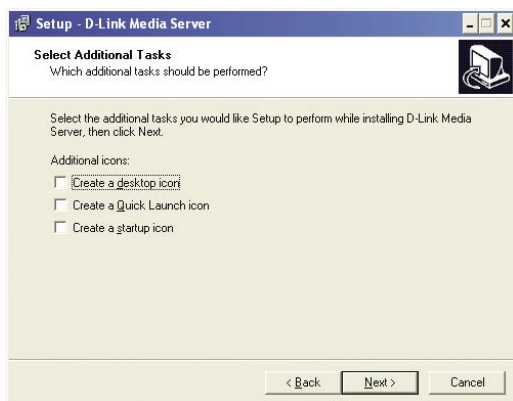 Setup - D-Link Media Server
Select Additional Tasks
Which additional tasks should be performed?
Select the additional tasks you would like Setup to perform while installing D-Link Media
Server, then click Next.
Additional icons:
Create a desktop icon
Create a Quick Launch icon
Create a startup icon
< Back Next > Cancel